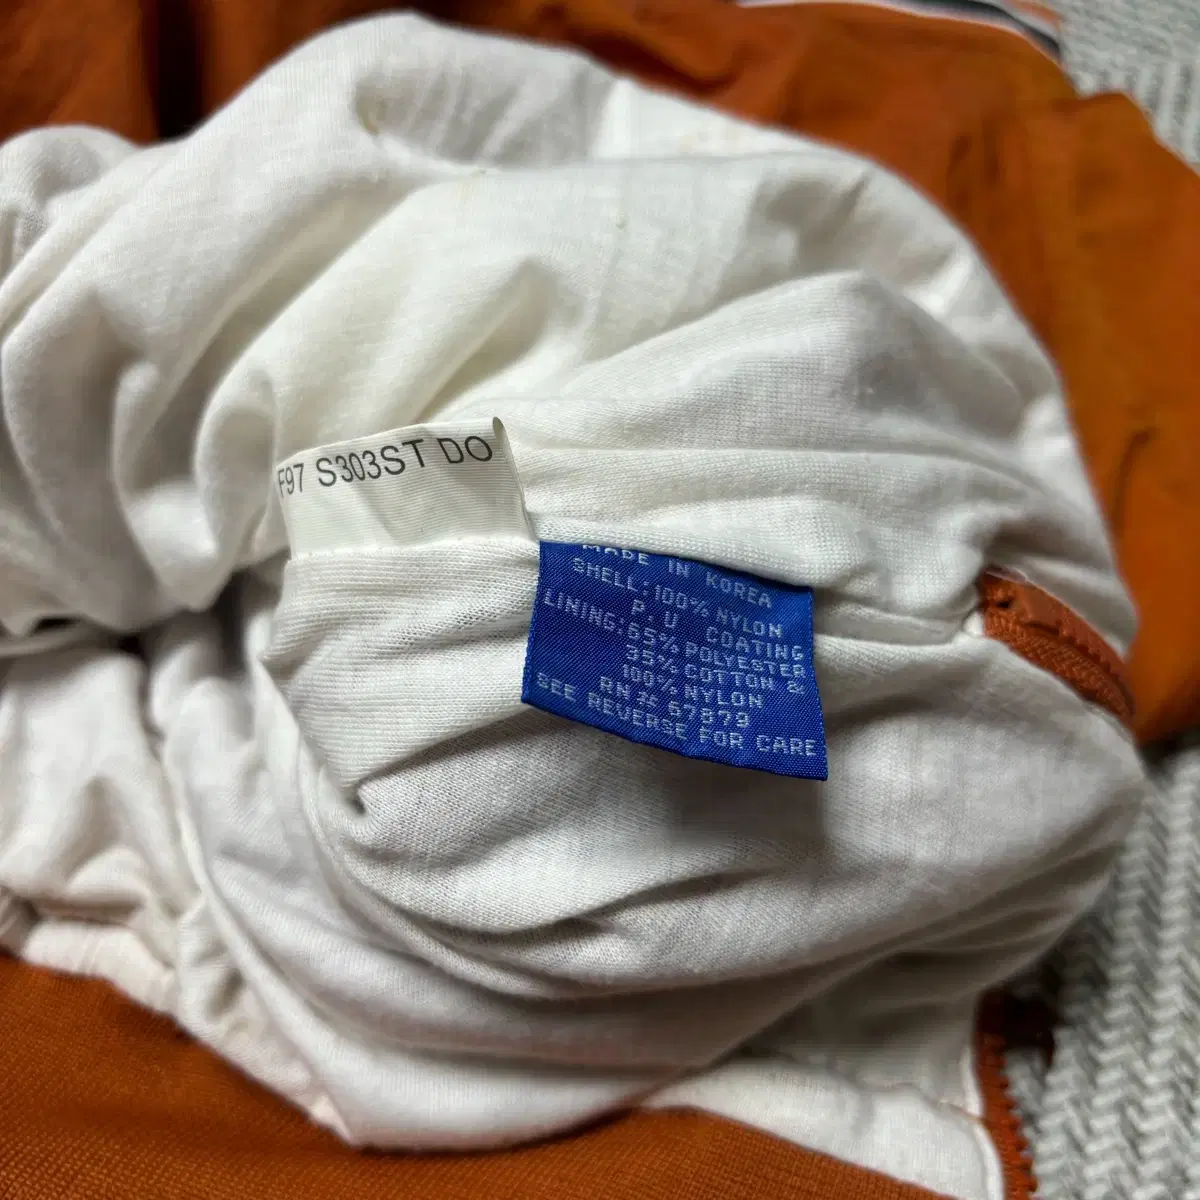 F97 S303ST DO
MADE IN KOREA
SHELL:100% NYLON
P.U COATING
LINING:65% POLYESTER
35% COTTON &
100% NYLON
RN# 67879
SEE REVERSE FOR CARE